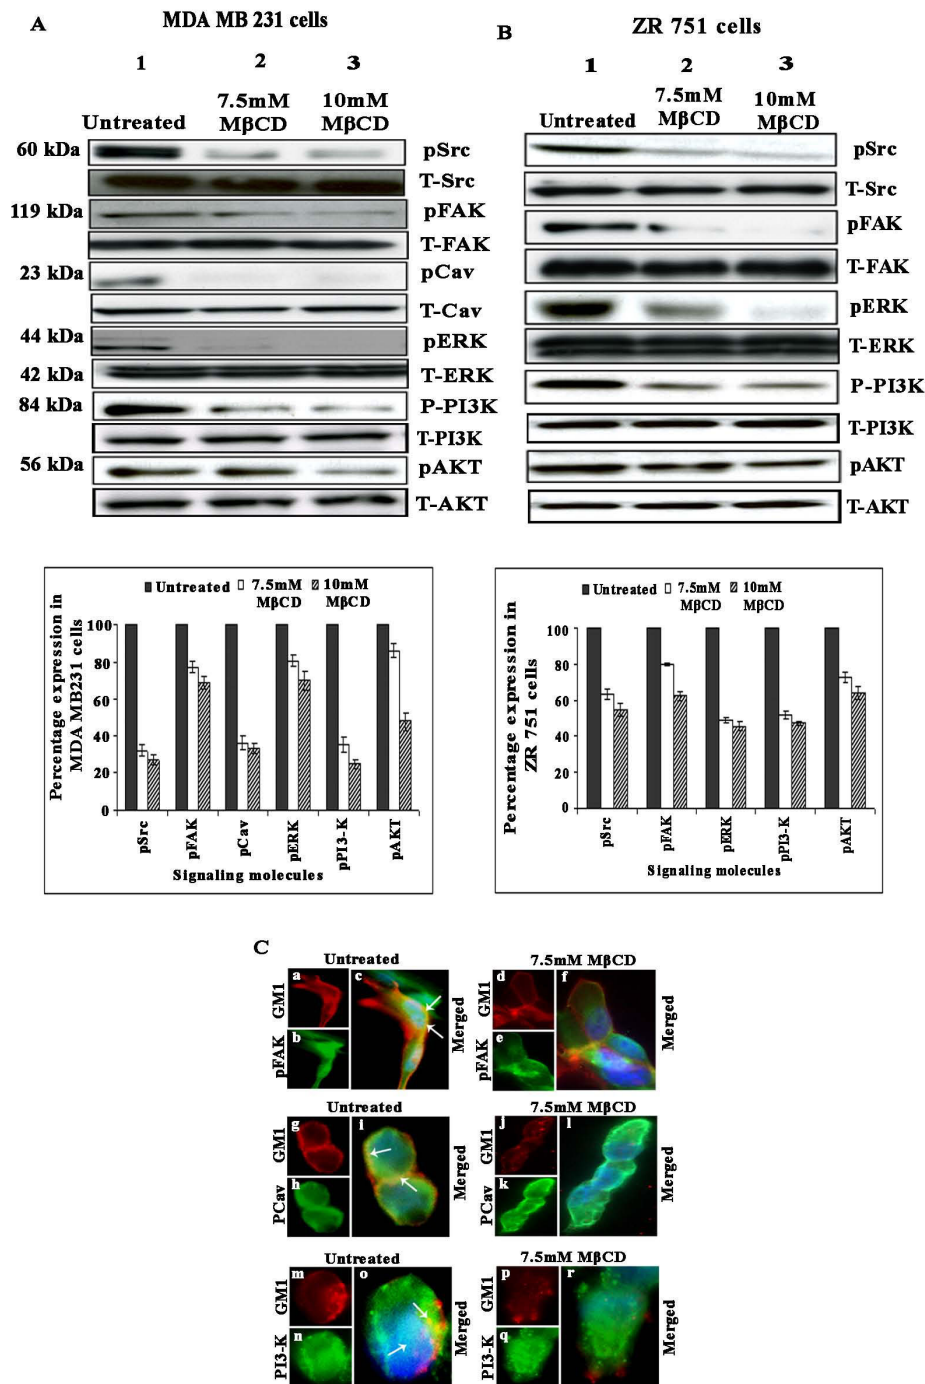 A
MDA MB 231 cells
1 2 3
Untreated 7.5mM MβCD 10mM MβCD
60 kDa pSrc
T-Src
119 kDa pFAK
T-FAK
23 kDa pCav
T-Cav
44 kDa pERK
42 kDa T-ERK
84 kDa P-PI3K
T-PI3K
56 kDa pAKT
T-AKT
Untreated 7.5mM MβCD 10mM MβCD
Percentage expression in MDA MB231 cells
100
80
60
40
20
0
pSrc pFAK pCav pERK pPI3-K pAKT
Signaling molecules
B
ZR 751 cells
1 2 3
Untreated 7.5mM MβCD 10mM MβCD
pSrc
T-Src
pFAK
T-FAK
pERK
T-ERK
P-PI3K
T-PI3K
pAKT
T-AKT
Untreated 7.5mM MβCD 10mM MβCD
Percentage expression in ZR 751 cells
100
80
60
40
20
0
pSrc pFAK pERK pPI3-K pAKT
Signaling molecules
C
Untreated
GM1 a
pFAK b
c Merged
7.5mM MβCD
GM1 d
pFAK e
f Merged
Untreated
GM1 g
PCav h
i Merged
7.5mM MβCD
GM1 j
PCav k
l Merged
Untreated
GM1 m
PI3-K n
o Merged
7.5mM MβCD
GM1 p
PI3-K q
r Merged